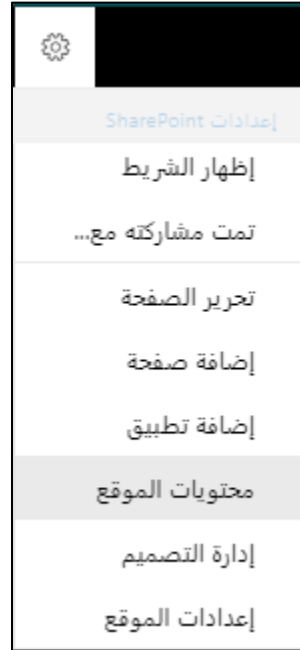 إعدادات SharePoint
إظهار الشريط
تمت مشاركته مع...
تحرير الصفحة
إضافة صفحة
إضافة تطبيق
محتويات الموقع
إدارة التصميم
إعدادات الموقع